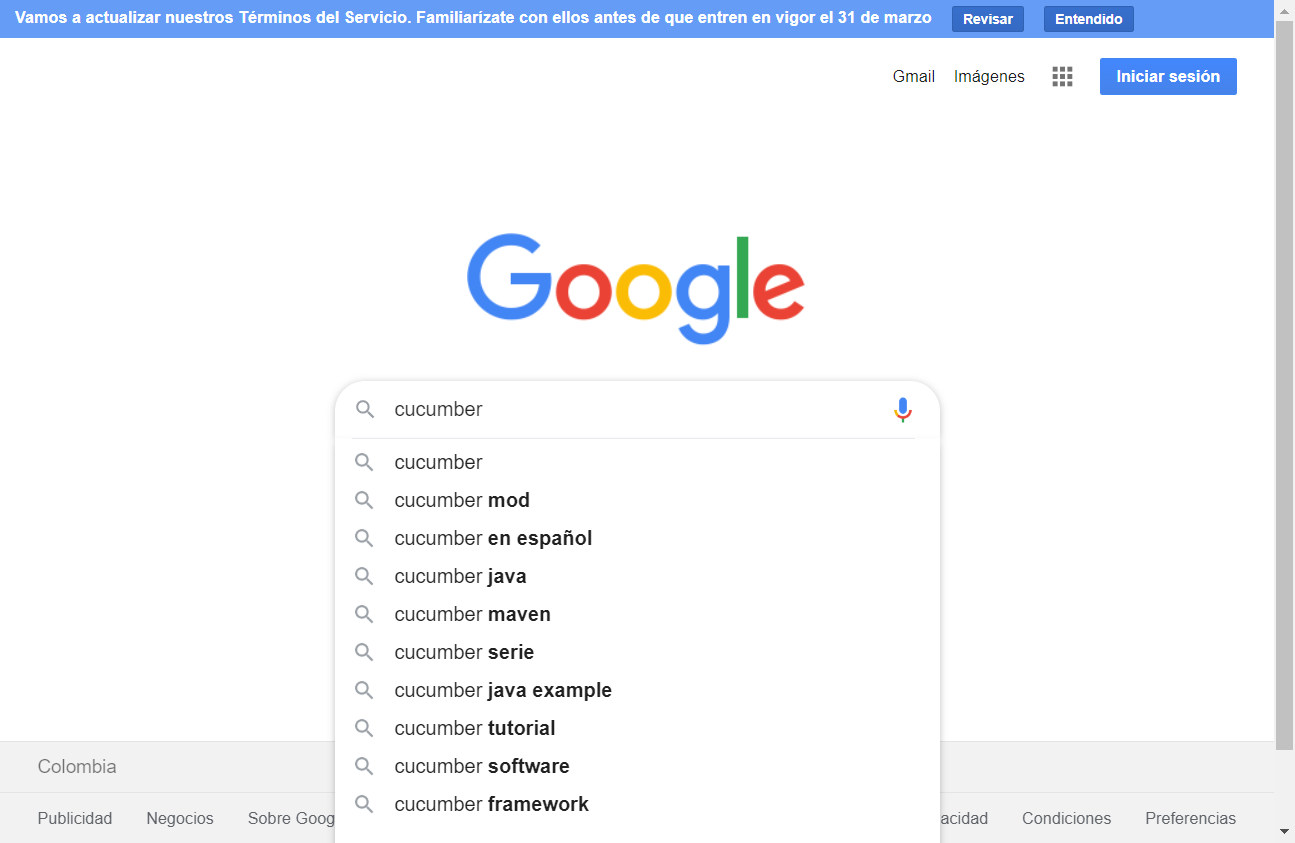 Vamos a actualizar nuestros Términos del Servicio. Familiarízate con ellos antes de que entren en vigor el 31 de marzo Revisar Entendido
Gmail Imágenes Iniciar sesión
Google
cucumber
cucumber
cucumber mod
cucumber en español
cucumber java
cucumber maven
cucumber serie
cucumber java example
cucumber tutorial
cucumber software
cucumber framework
Colombia
Publicidad Negocios Sobre Goog acidad Condiciones Preferencias